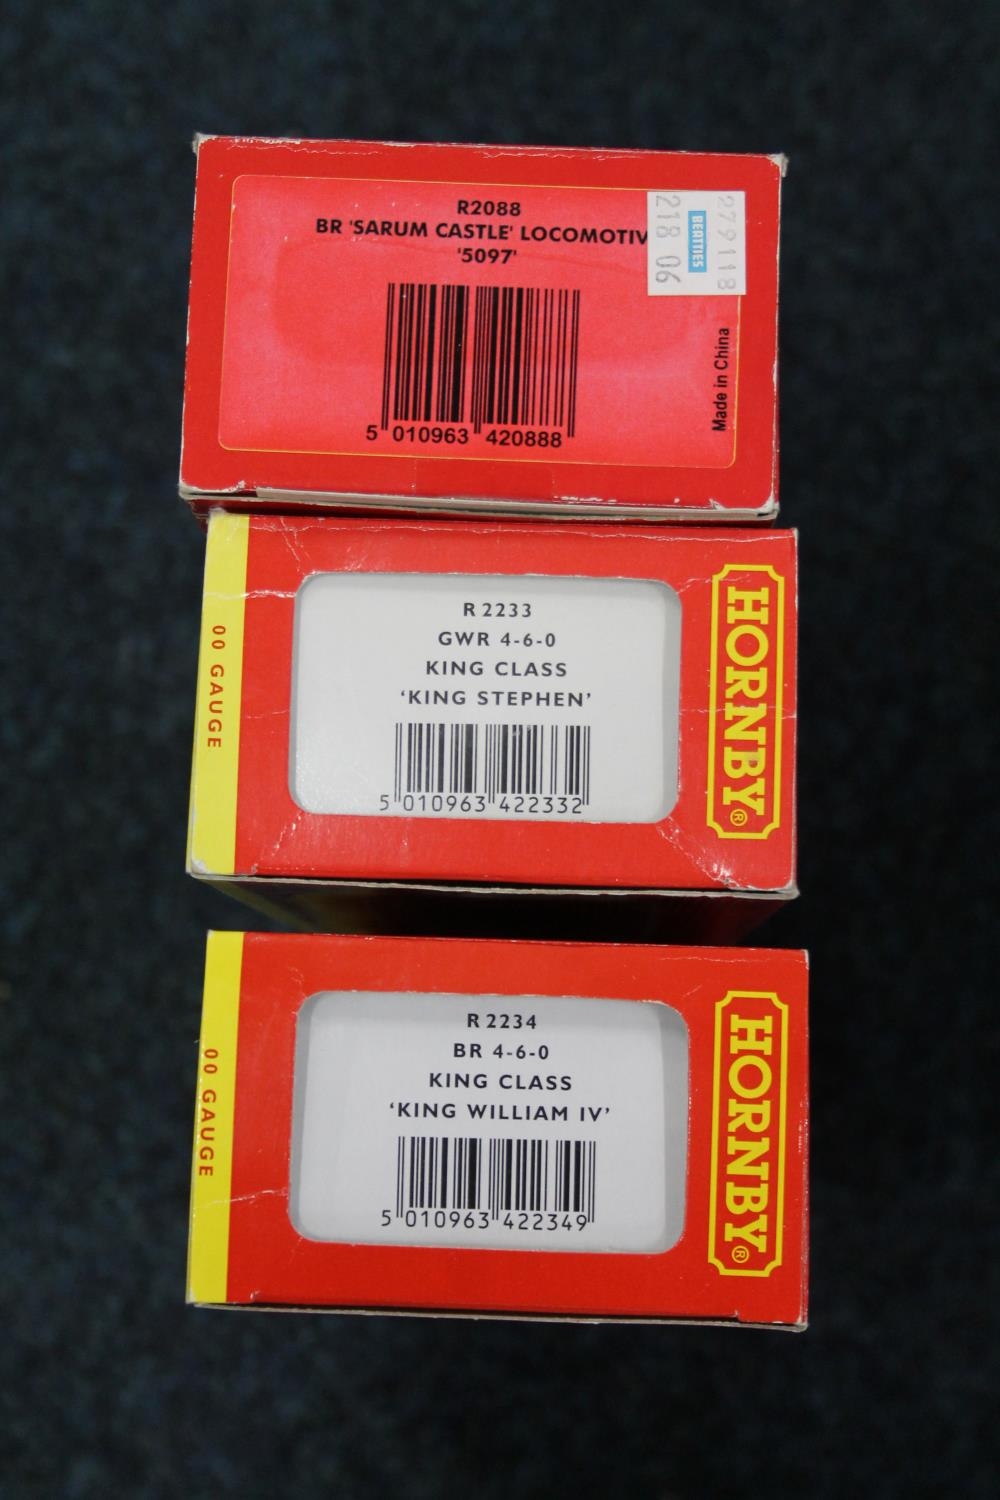 R2088
BR 'SARUM CASTLE' LOCOMOTIV
'5097'
5 010963 420888
Made in China
279118
BEATTIES
218 06
00 GAUGE
R 2233
GWR 4-6-0
KING CLASS
‘KING STEPHEN’
5 010963 422332
HORNBY®
00 GAUGE
R 2234
BR 4-6-0
KING CLASS
‘KING WILLIAM IV’
5 010963 422349
HORNBY®